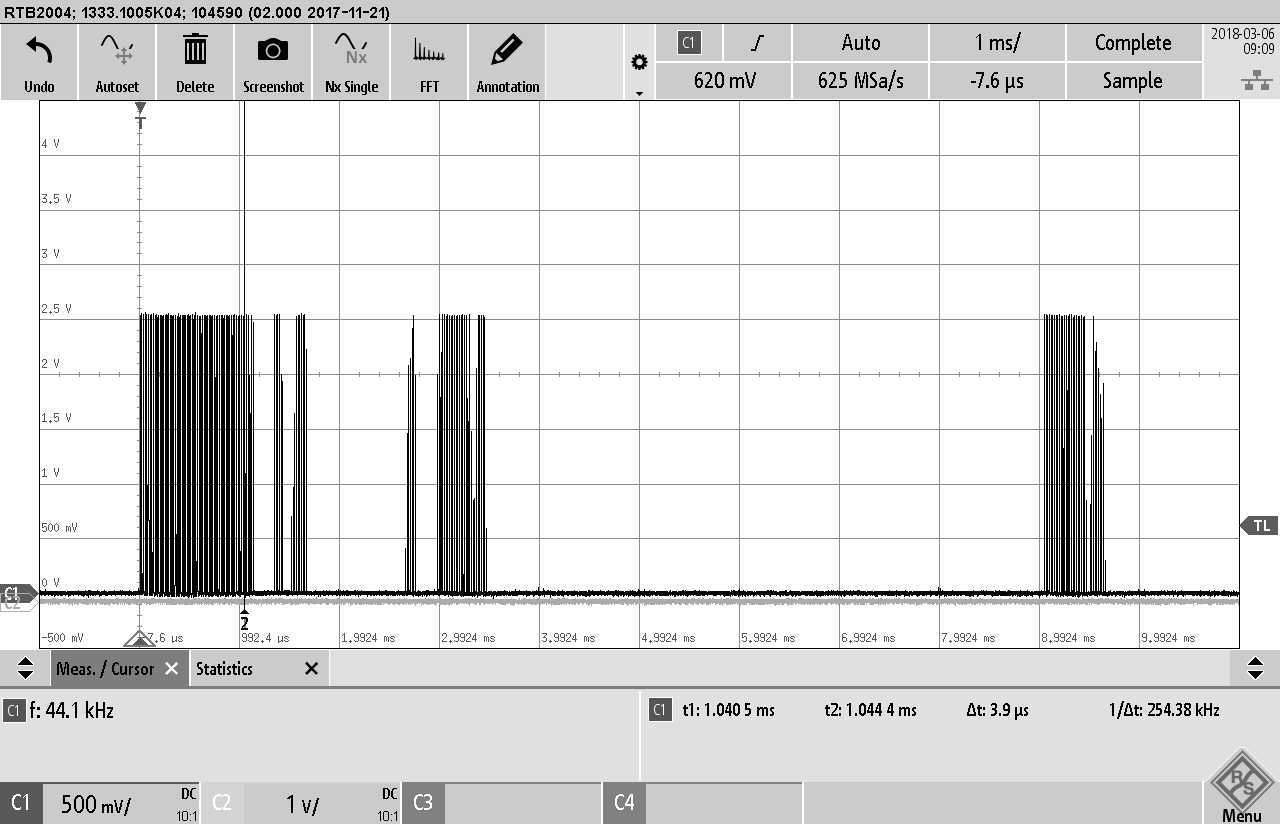 RTB2004; 1333.1005K04; 104590 (02.000 2017-11-21)
Undo
Autoset
Delete
Screenshot
Nx
Nx Single
FFT
Annotation
C1
Auto
1 ms/
Complete
2018-03-06
09:09
620 mV
625 MSa/s
-7.6 µs
Sample
T
4 V
3.5 V
3 V
2.5 V
2 V
1.5 V
1 V
500 mV
TL
0 V
C1
C2
2
-500 mV
7.6 µs
992.4 µs
1.9924 ms
2.9924 ms
3.9924 ms
4.9924 ms
5.9924 ms
6.9924 ms
7.9924 ms
8.9924 ms
9.9924 ms
Meas. / Cursor
Statistics
C1 f: 44.1 kHz
C1 t1: 1.040 5 ms t2: 1.044 4 ms Δt: 3.9 µs 1/Δt: 254.38 kHz
C1 500 mV/ DC 10:1
C2 1 V/ DC 10:1
C3
C4
R S
Menu